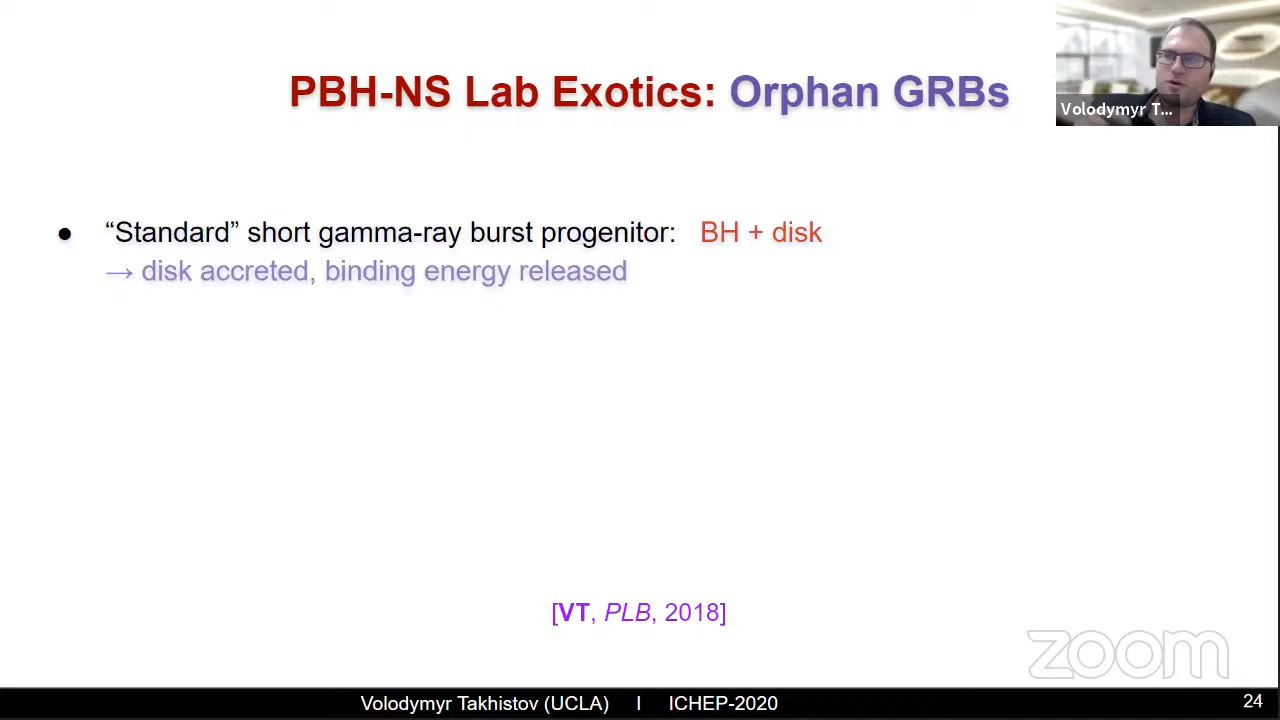 PBH-NS Lab Exotics: Orphan GRBs
Volodymyr T...
● “Standard” short gamma-ray burst progenitor: BH + disk
→ disk accreted, binding energy released
[VT, PLB, 2018]
zoom
Volodymyr Takhistov (UCLA) I ICHEP-2020
24